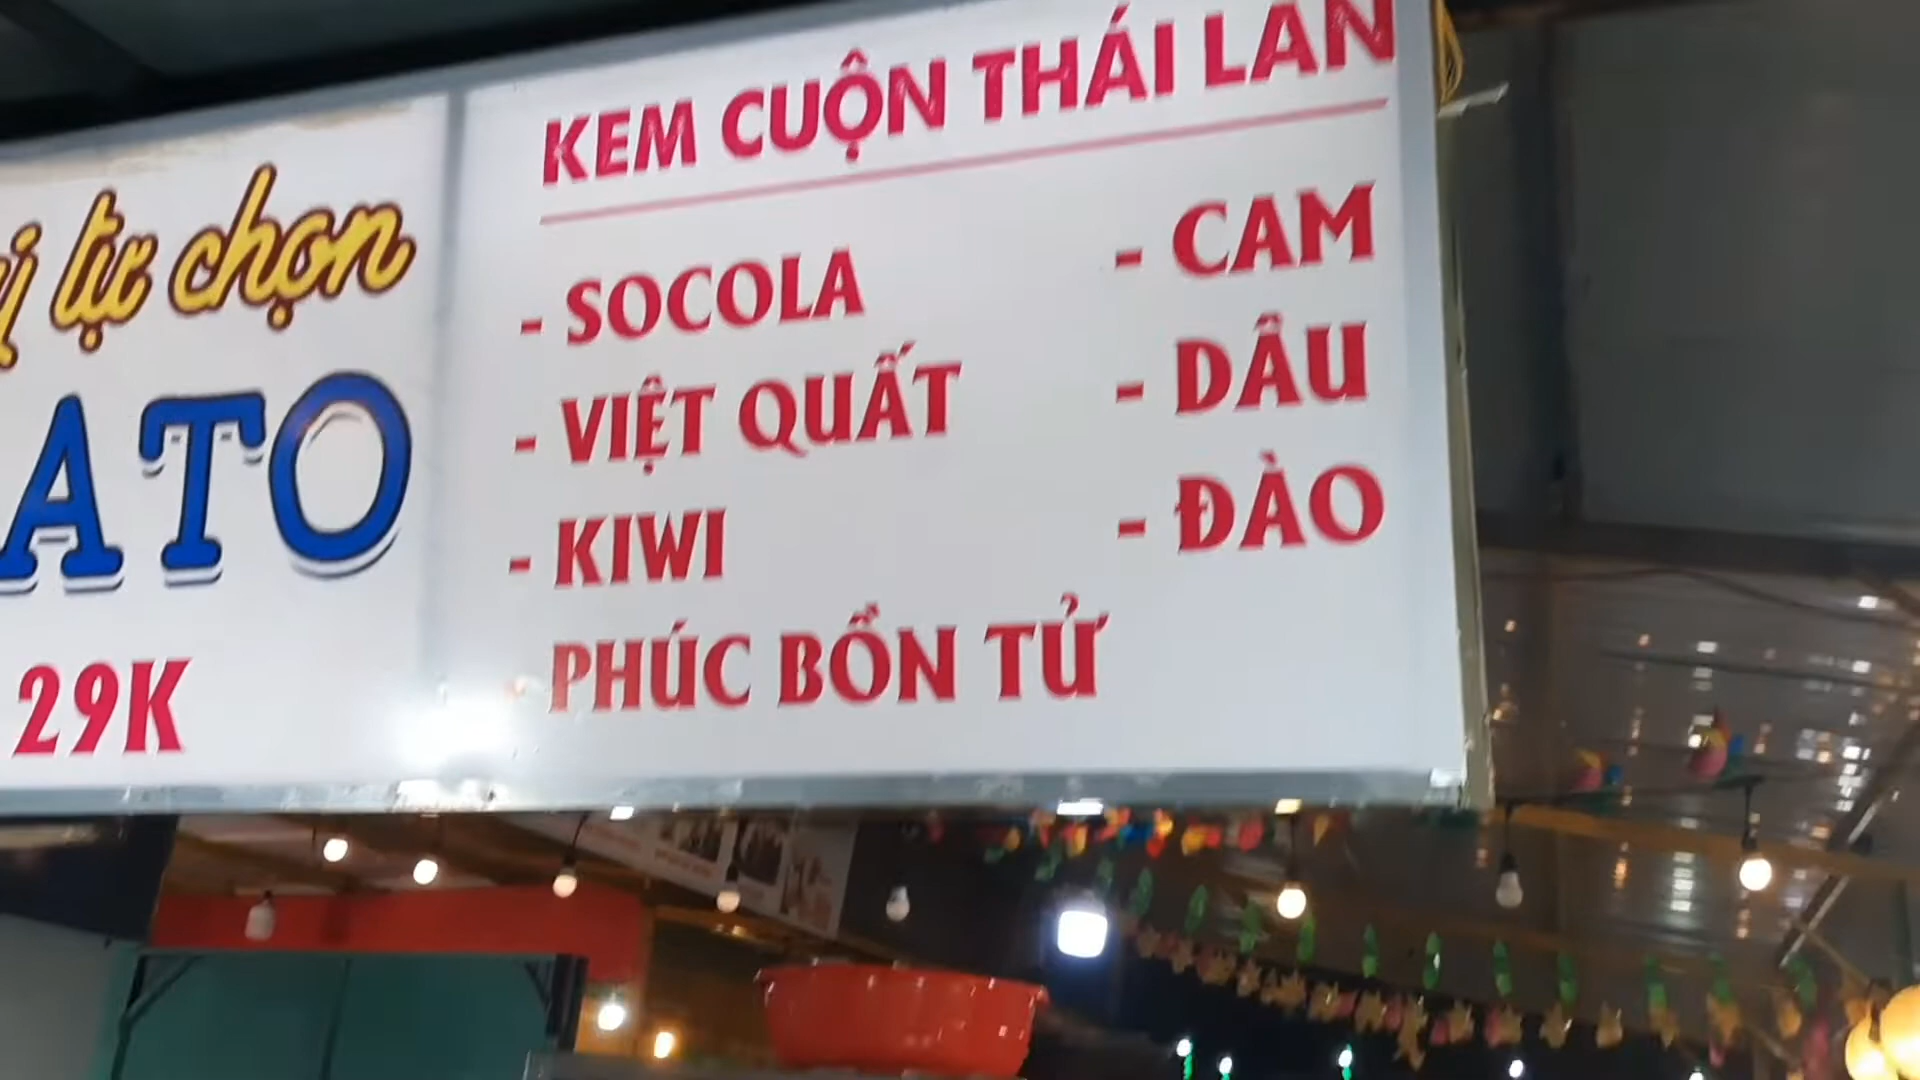 tự chọn
ATO
29K
KEM CUỘN THÁI LAN
- SOCOLA
- VIỆT QUẤT
- KIWI
PHÚC BỒN TỬ
- CAM
- DÂU
- ĐÀO